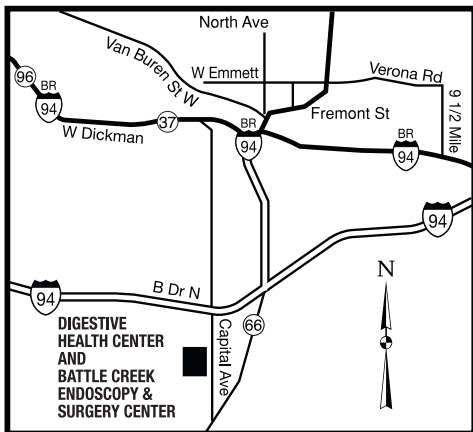 North Ave
Van Buren St W
W Emmett
Verona Rd
96
BR
94
Fremont St
9 1/2 Mile
37
W Dickman
BR
94
BR
94
94
N
B Dr N
94
66
Capital Ave
DIGESTIVE
HEALTH CENTER
AND
BATTLE CREEK
ENDOSCOPY &
SURGERY CENTER